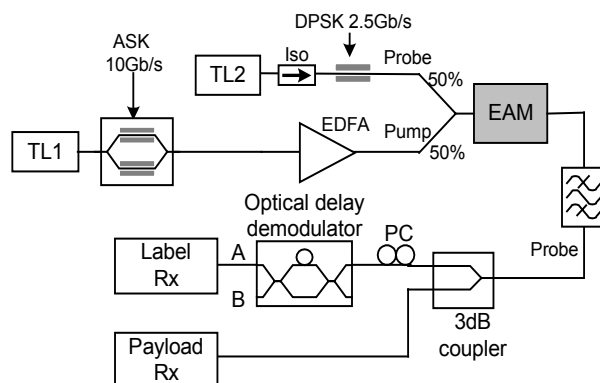 DPSK 2.5Gb/s
ASK
10Gb/s
Iso
Probe
TL2
50%
EAM
EDFA
Pump
TL1
50%
Optical delay
demodulator
PC
Probe
Label
Rx
A
B
3dB
coupler
Payload
Rx